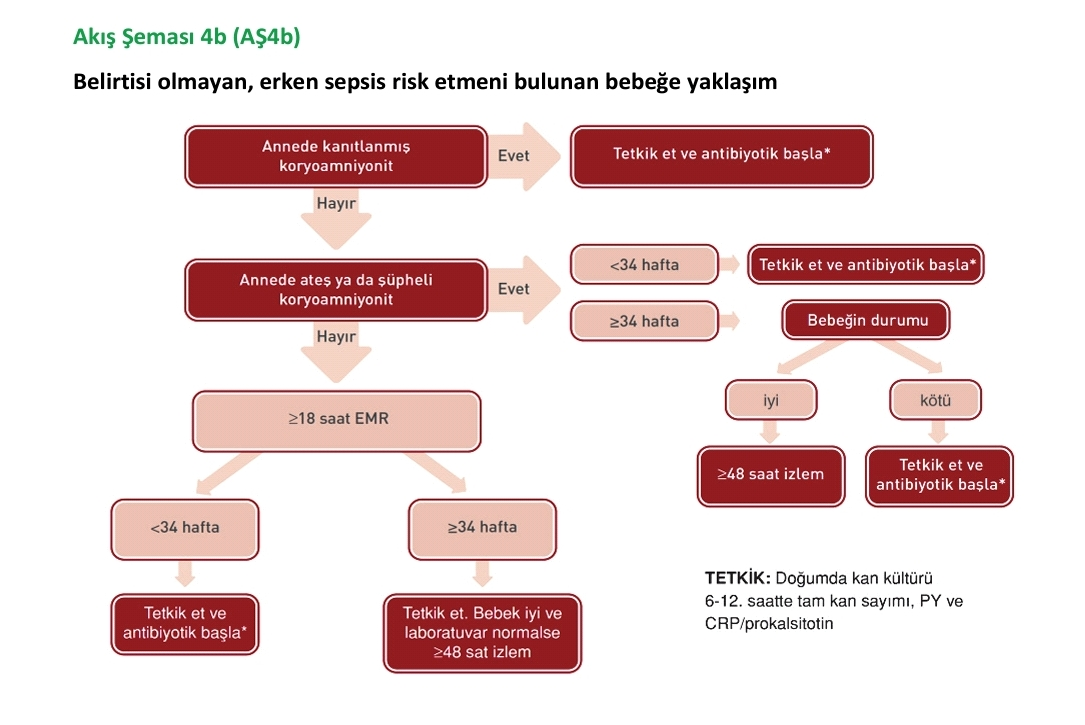 Akış Şeması 4b (AŞ4b)
Belirtisi olmayan, erken sepsis risk etmeni bulunan bebeğe yaklaşım
Annede kanıtlanmış
koryoamniyonit
Evet
Tetkik et ve antibiyotik başla*
Hayır
Annede ateş ya da şüpheli
koryoamniyonit
Evet
<34 hafta
Tetkik et ve antibiyotik başla*
≥34 hafta
Bebeğin durumu
Hayır
iyi
kötü
≥18 saat EMR
≥48 saat izlem
Tetkik et ve
antibiyotik başla*
<34 hafta
≥34 hafta
Tetkik et ve
antibiyotik başla*
Tetkik et. Bebek iyi ve
laboratuvar normalse
≥48 sat izlem
TETKİK: Doğumda kan kültürü
6-12. saatte tam kan sayımı, PY ve
CRP/prokalsitotin